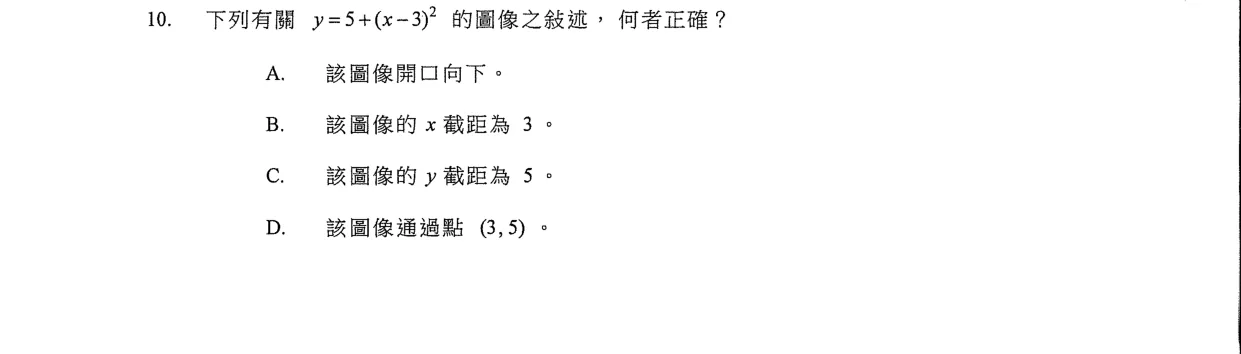 10. 下列有關 y=5+(x−3)² 的圖像之敍述，何者正確？
A. 該圖像開口向下。
B. 該圖像的 x 截距為 3 。
C. 該圖像的 y 截距為 5 。
D. 該圖像通過點 (3, 5) 。